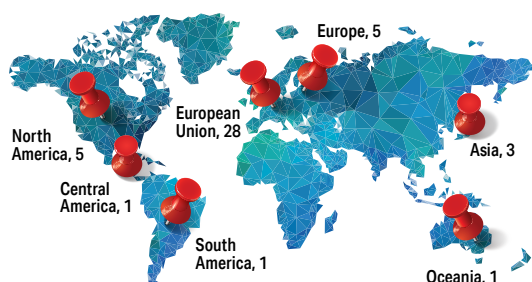 Europe, 5
European
Union, 28
North
America, 5
Asia, 3
Central
America, 1
South
America, 1
Oceania, 1